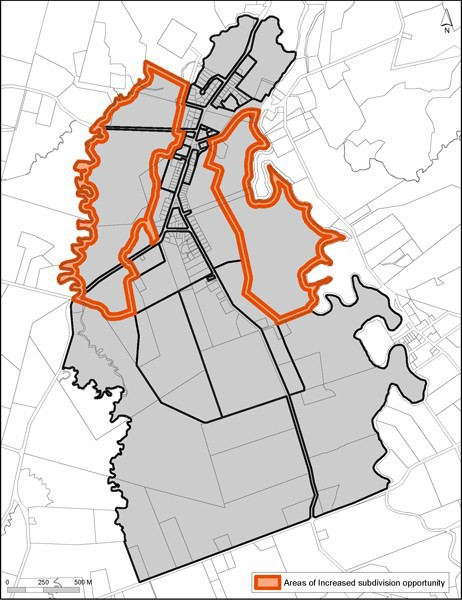 N
Areas of Increased subdivision opportunity
0 250 500 M